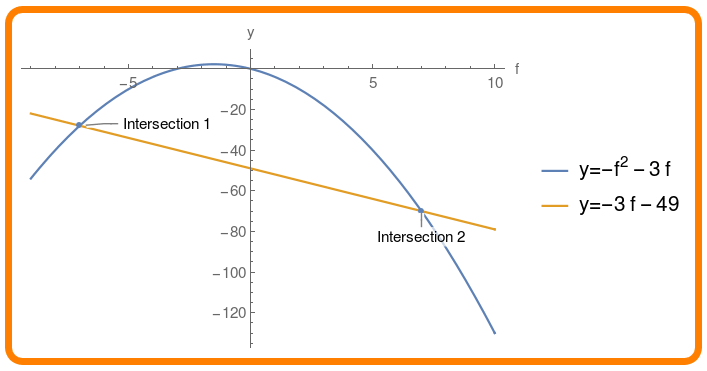 y
f
−5
5
10
−20
−40
−60
−80
−100
−120
Intersection 1
Intersection 2
y=−f² − 3 f
y=−3 f − 49